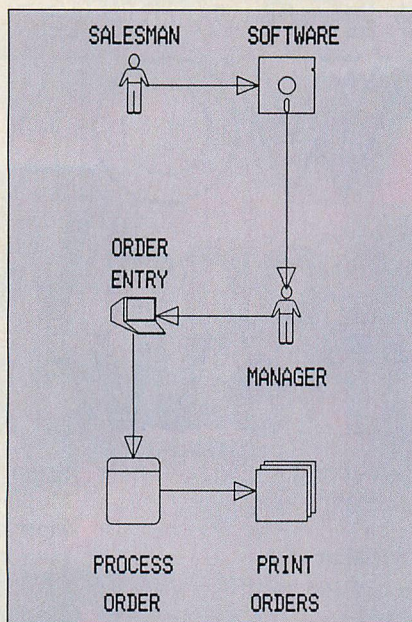 SALESMAN SOFTWARE
ORDER
ENTRY
MANAGER
PROCESS PRINT
ORDER ORDERS